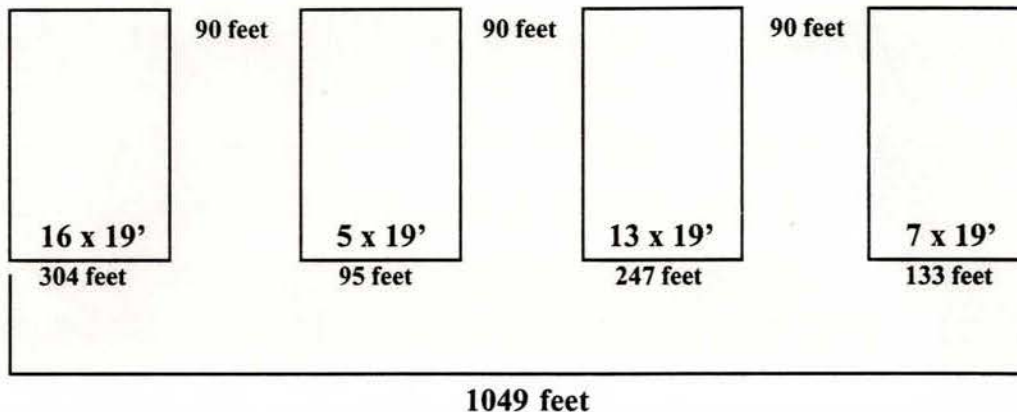 90 feet
90 feet
90 feet
16 x 19’
5 x 19’
13 x 19’
7 x 19’
304 feet
95 feet
247 feet
133 feet
1049 feet